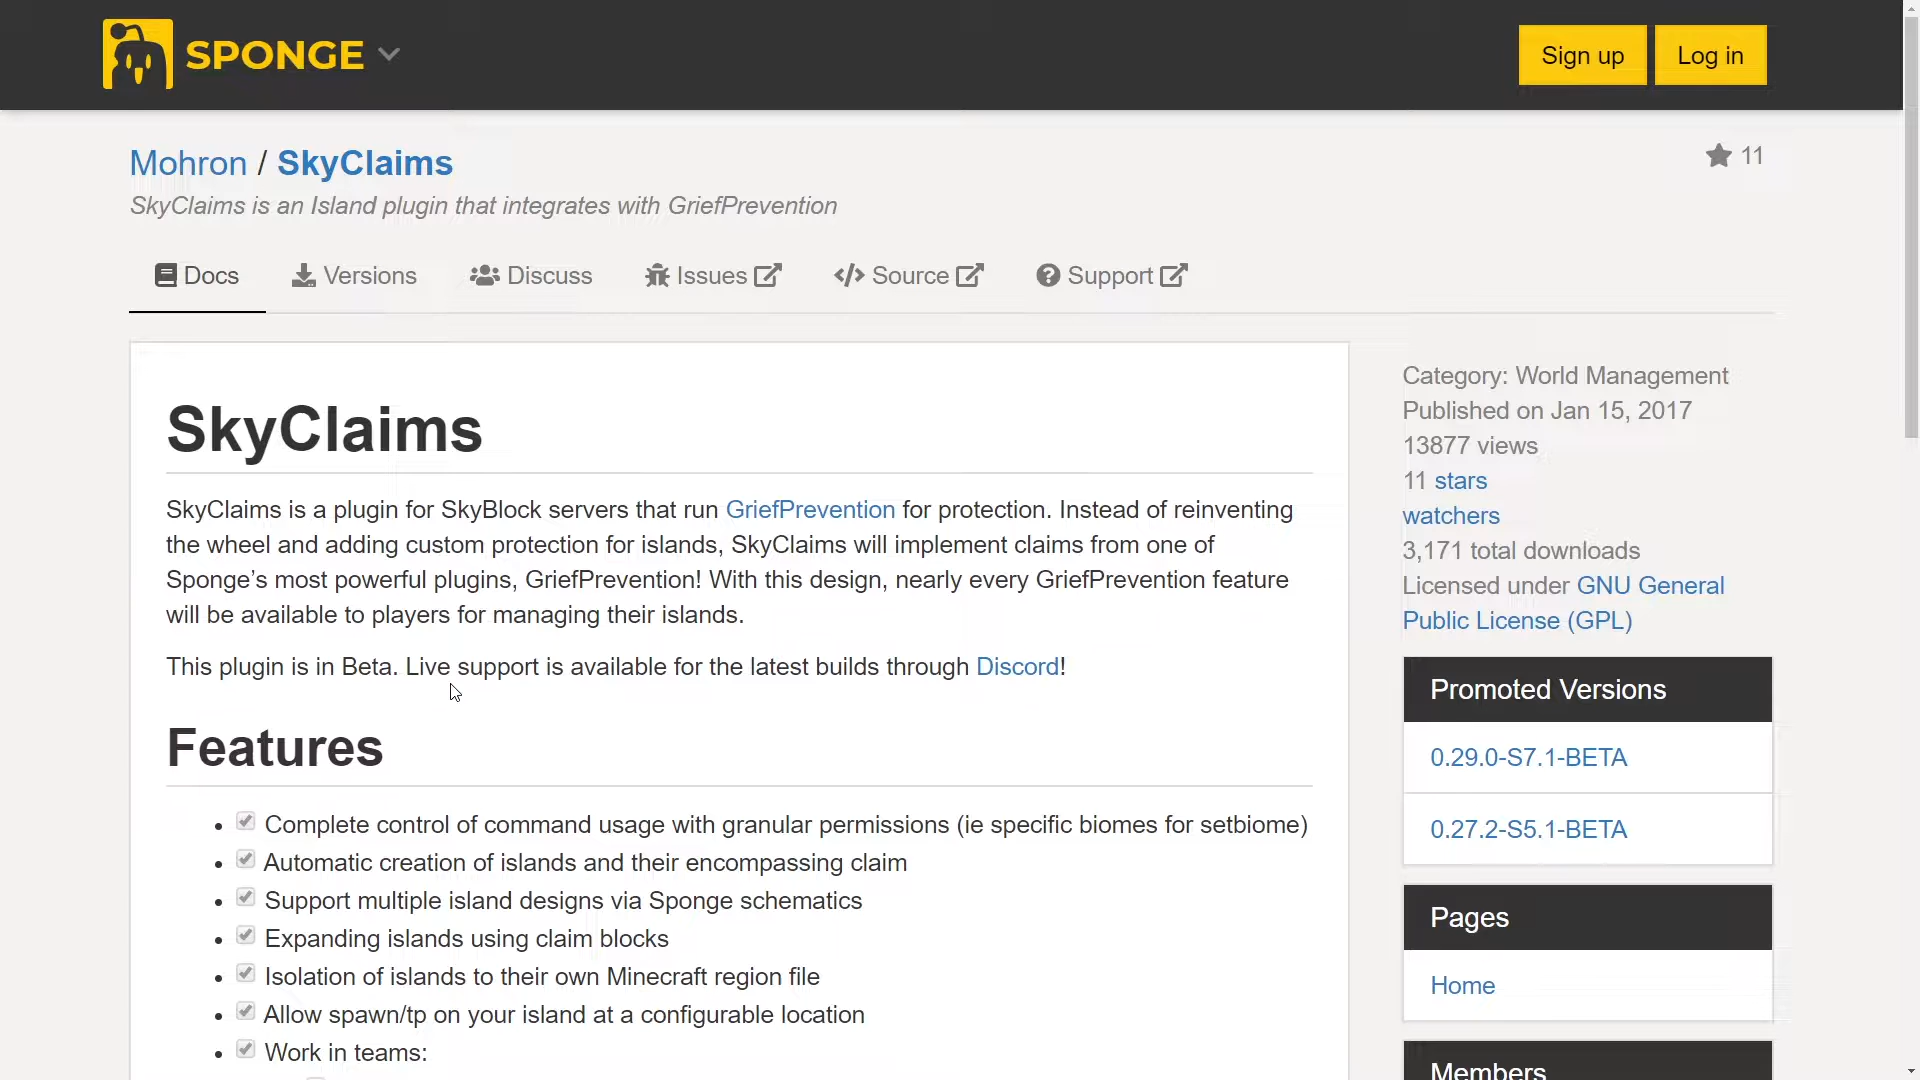 SPONGE
Sign up
Log in
Mohron / SkyClaims
11
SkyClaims is an Island plugin that integrates with GriefPrevention
Docs
Versions
Discuss
Issues
Source
Support
SkyClaims
SkyClaims is a plugin for SkyBlock servers that run GriefPrevention for protection. Instead of reinventing
the wheel and adding custom protection for islands, SkyClaims will implement claims from one of
Sponge’s most powerful plugins, GriefPrevention! With this design, nearly every GriefPrevention feature
will be available to players for managing their islands.
This plugin is in Beta. Live support is available for the latest builds through Discord!
Features
Complete control of command usage with granular permissions (ie specific biomes for setbiome)
Automatic creation of islands and their encompassing claim
Support multiple island designs via Sponge schematics
Expanding islands using claim blocks
Isolation of islands to their own Minecraft region file
Allow spawn/tp on your island at a configurable location
Work in teams:
Category: World Management
Published on Jan 15, 2017
13877 views
11 stars
watchers
3,171 total downloads
Licensed under GNU General
Public License (GPL)
Promoted Versions
0.29.0-S7.1-BETA
0.27.2-S5.1-BETA
Pages
Home
Members